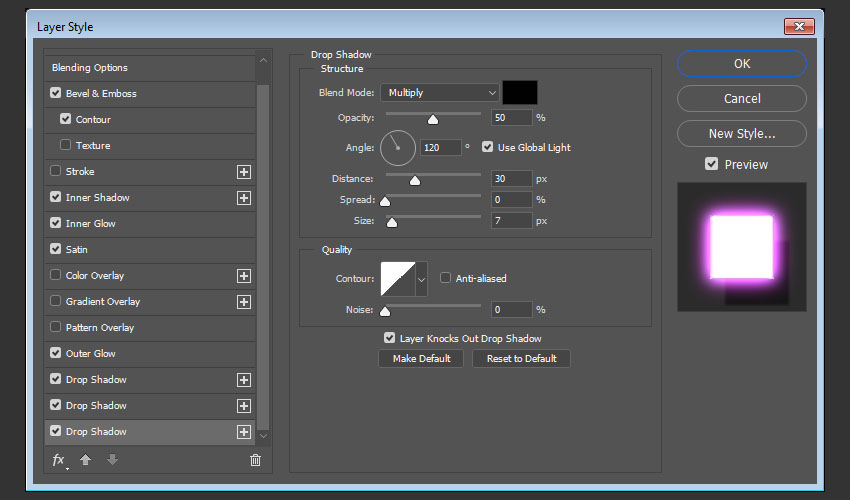 Layer Style
Blending Options
Bevel & Emboss
Contour
Texture
Stroke
Inner Shadow
Inner Glow
Satin
Color Overlay
Gradient Overlay
Pattern Overlay
Outer Glow
Drop Shadow
Drop Shadow
Drop Shadow
fx
Drop Shadow
Structure
Blend Mode: Multiply
Opacity: 50 %
Angle: 120 ° Use Global Light
Distance: 30 px
Spread: 0 %
Size: 7 px
Quality
Contour: Anti-aliased
Noise: 0 %
Layer Knocks Out Drop Shadow
Make Default Reset to Default
OK
Cancel
New Style...
Preview